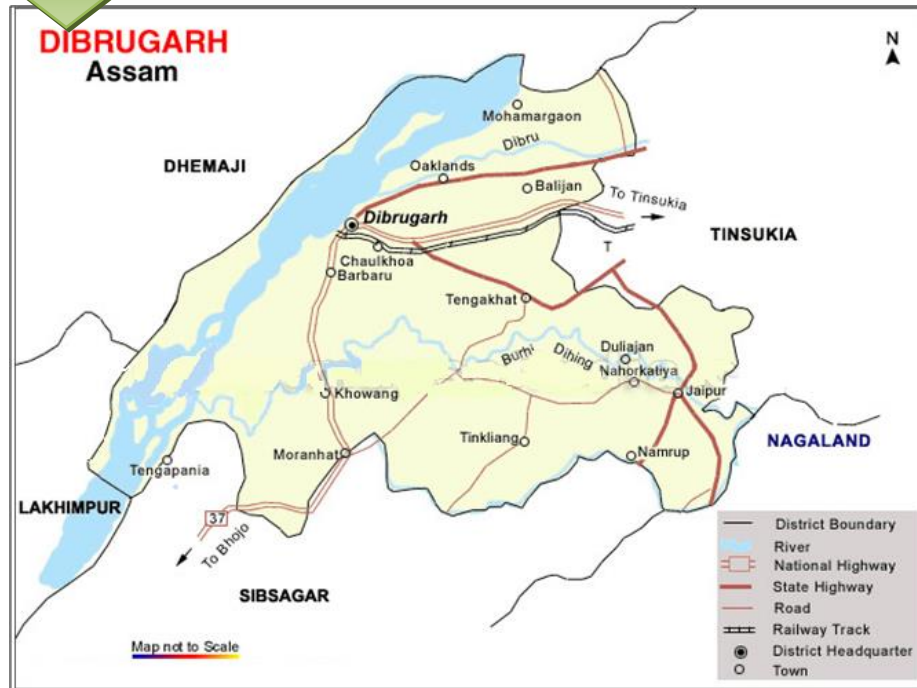 DIBRUGARH
Assam
N
Mohamargaon
Dibru
DHEMAJI
Oaklands
Balijan
To Tinsukia
Dibrugarh
TINSUKIA
T
Chaulkhoa
Barbaru
Tengakhat
Burhi Dihing
Duliajan
Nahorkatiya
Khowang
Jaipur
Tinkliang
NAGALAND
Moranhat
Namrup
Tengapania
LAKHIMPUR
37
To Bhojo
SIBSAGAR
Map not to Scale
District Boundary
River
National Highway
State Highway
Road
Railway Track
District Headquarter
Town